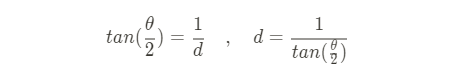 tan(θ/2) = 1/d , d = 1/tan(θ/2)